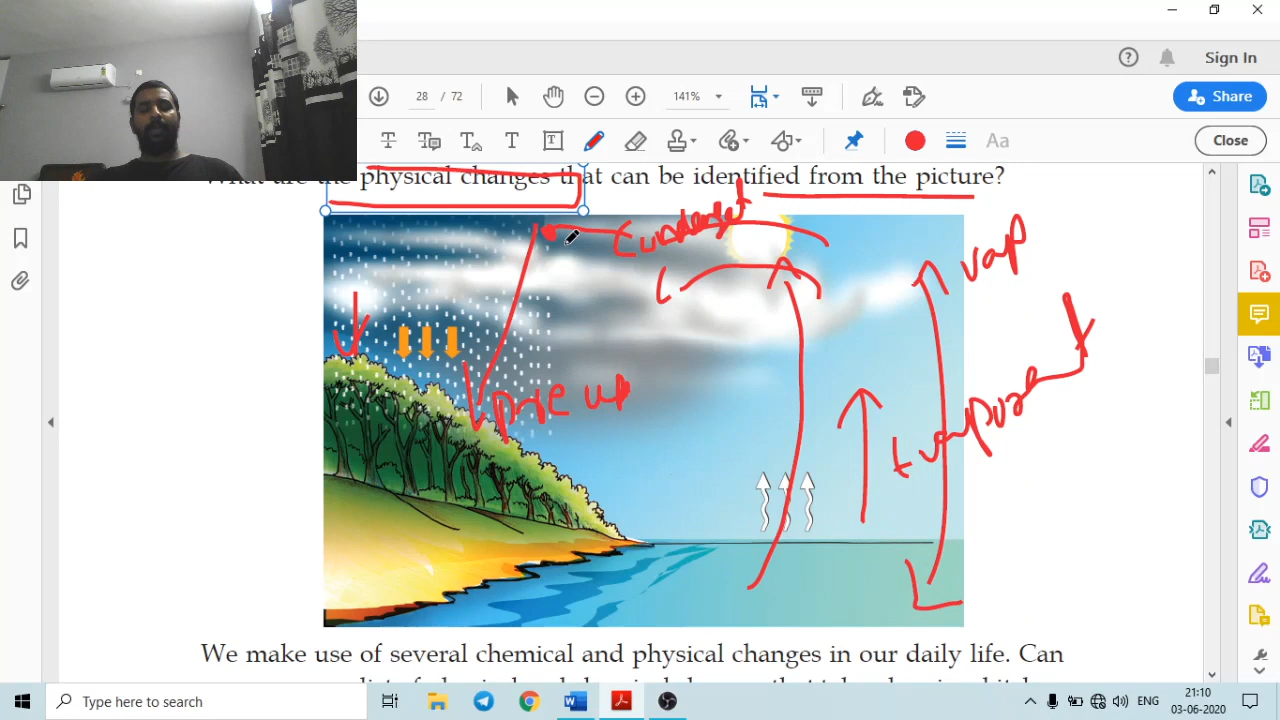 Sign In
28 / 72
141%
Share
Close
What are the physical changes that can be identified from the picture?
vap
We make use of several chemical and physical changes in our daily life. Can
Type here to search
ENG
21:10
03-06-2020